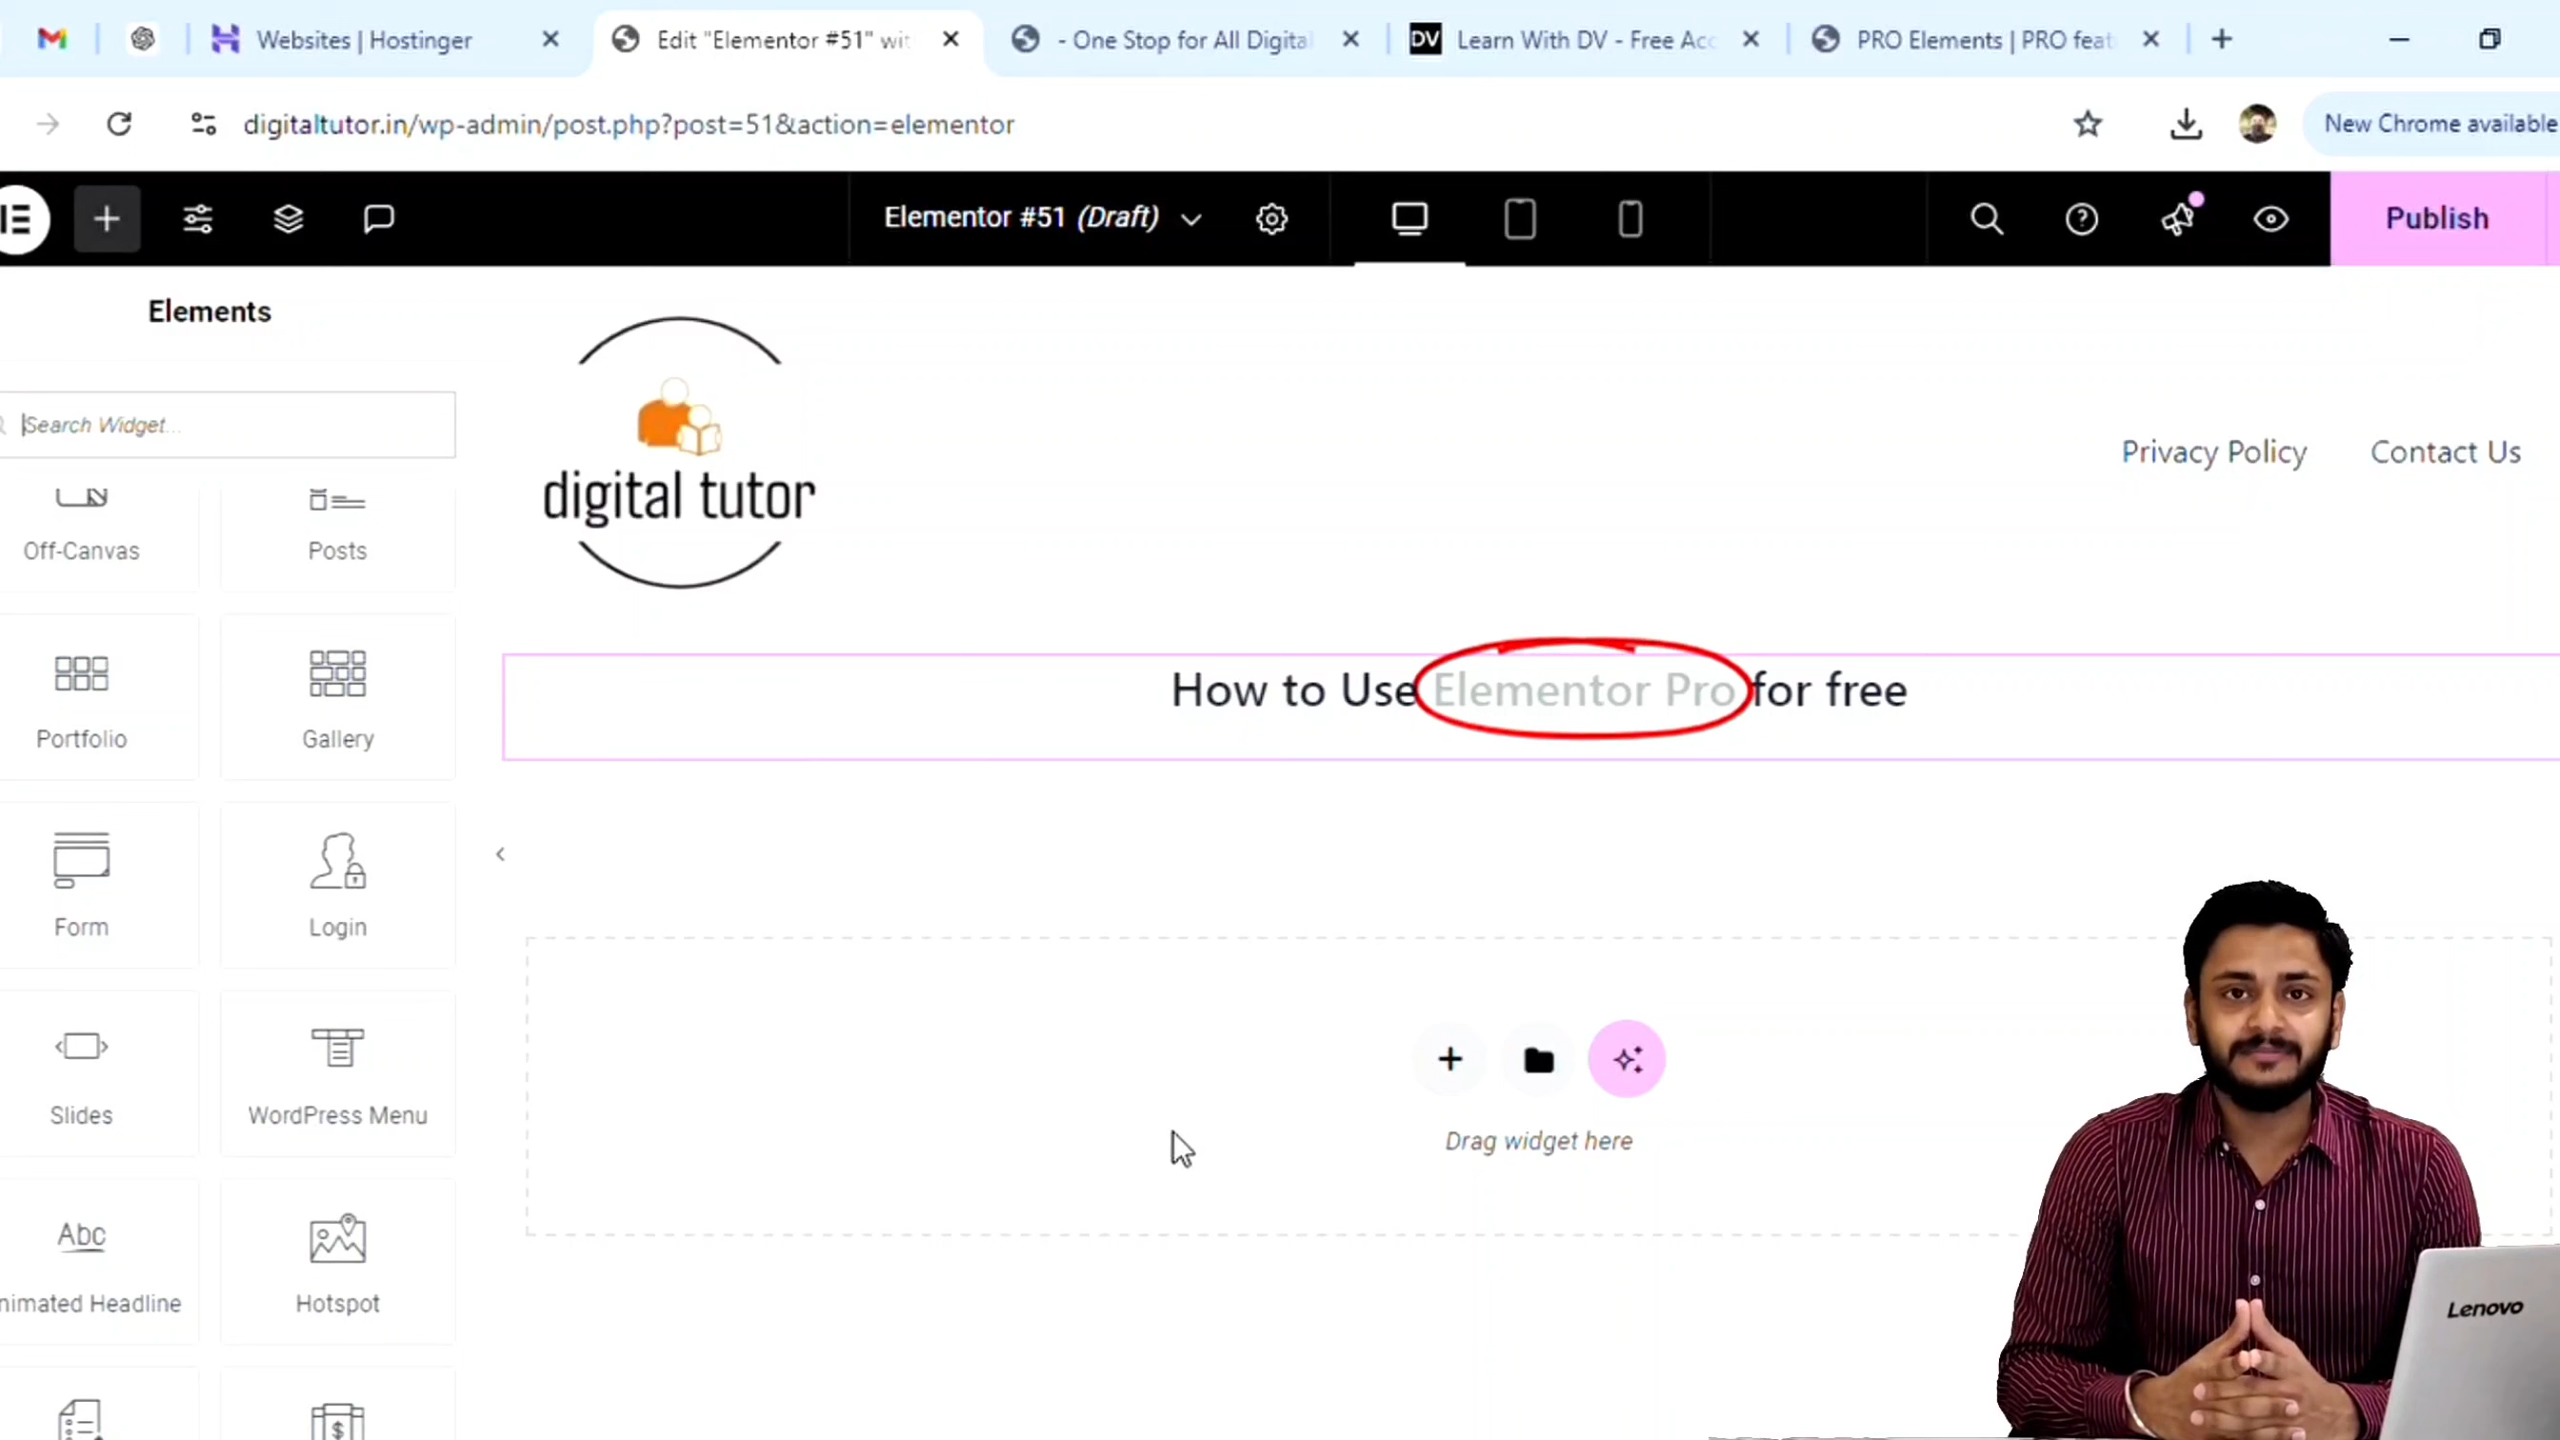 Websites | Hostinger
Edit "Elementor #51" wit
- One Stop for All Digital
DV
Learn With DV - Free Acc
PRO Elements | PRO feat
digitaltutor.in/wp-admin/post.php?post=51&action=elementor
New Chrome available
Elementor #51 (Draft)
Publish
Elements
Search Widget...
digital tutor
Privacy Policy
Contact Us
Off-Canvas
Posts
How to Use Elementor Pro for free
Portfolio
Gallery
Form
Login
Slides
WordPress Menu
Drag widget here
Abc
nimated Headline
Hotspot
Lenovo